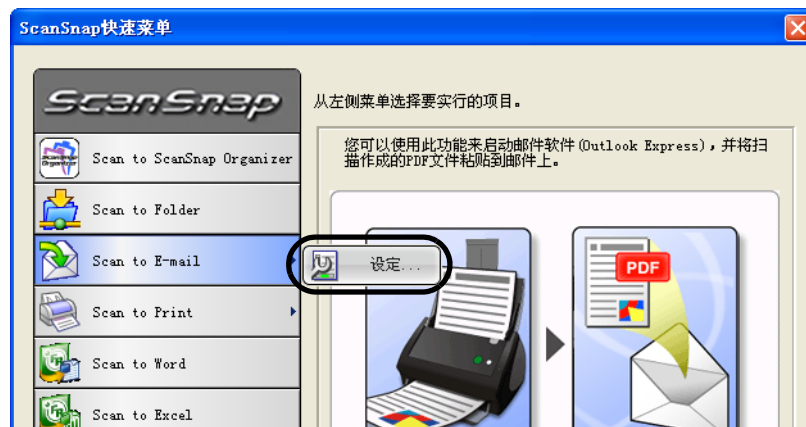 ScanSnap快速菜单
ScanSnap
从左侧菜单选择要实行的项目。
您可以使用此功能来启动邮件软件(Outlook Express)，并将扫
描作成的PDF文件粘贴到邮件上。
Scan to ScanSnap Organizer
Scan to Folder
Scan to E-mail
设定...
Scan to Print
Scan to Word
Scan to Excel
PDF